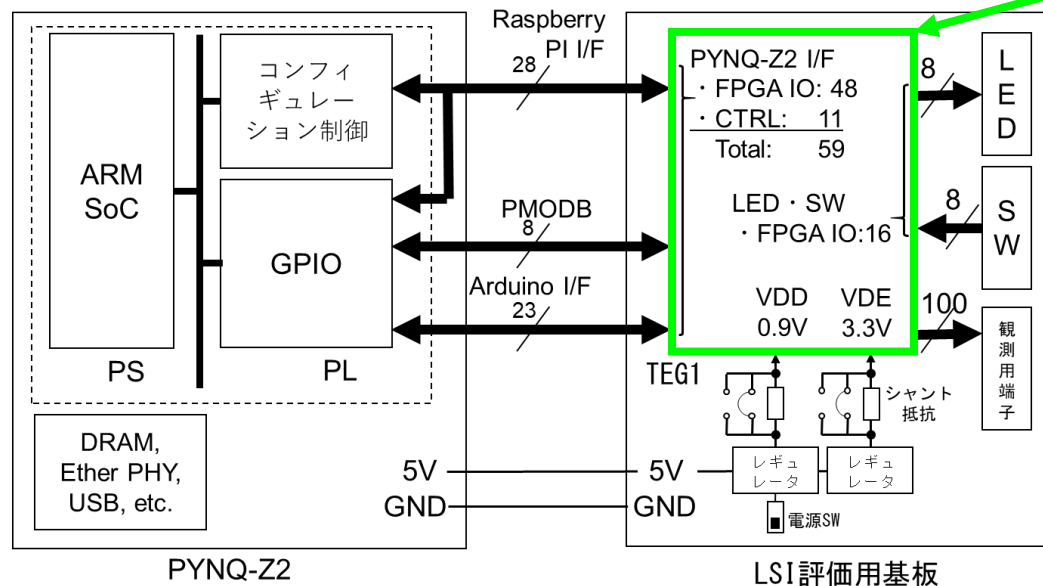 Raspberry
PI I/F
28
コンフィ
ギュレー
ション制御
ARM
SoC
GPIO
PS
PL
PMODB
8
Arduino I/F
23
DRAM,
Ether PHY,
USB, etc.
5V
GND
PYNQ-Z2
PYNQ-Z2 I/F
・FPGA IO: 48
・CTRL: 11
Total: 59
LED・SW
・FPGA IO:16
VDD
0.9V
VDE
3.3V
TEG1
8
L
E
D
8
S
W
100
観
測
用
端
子
シャント
抵抗
5V
GND
レギュ
レータ
レギュ
レータ
電源SW
LSI評価用基板